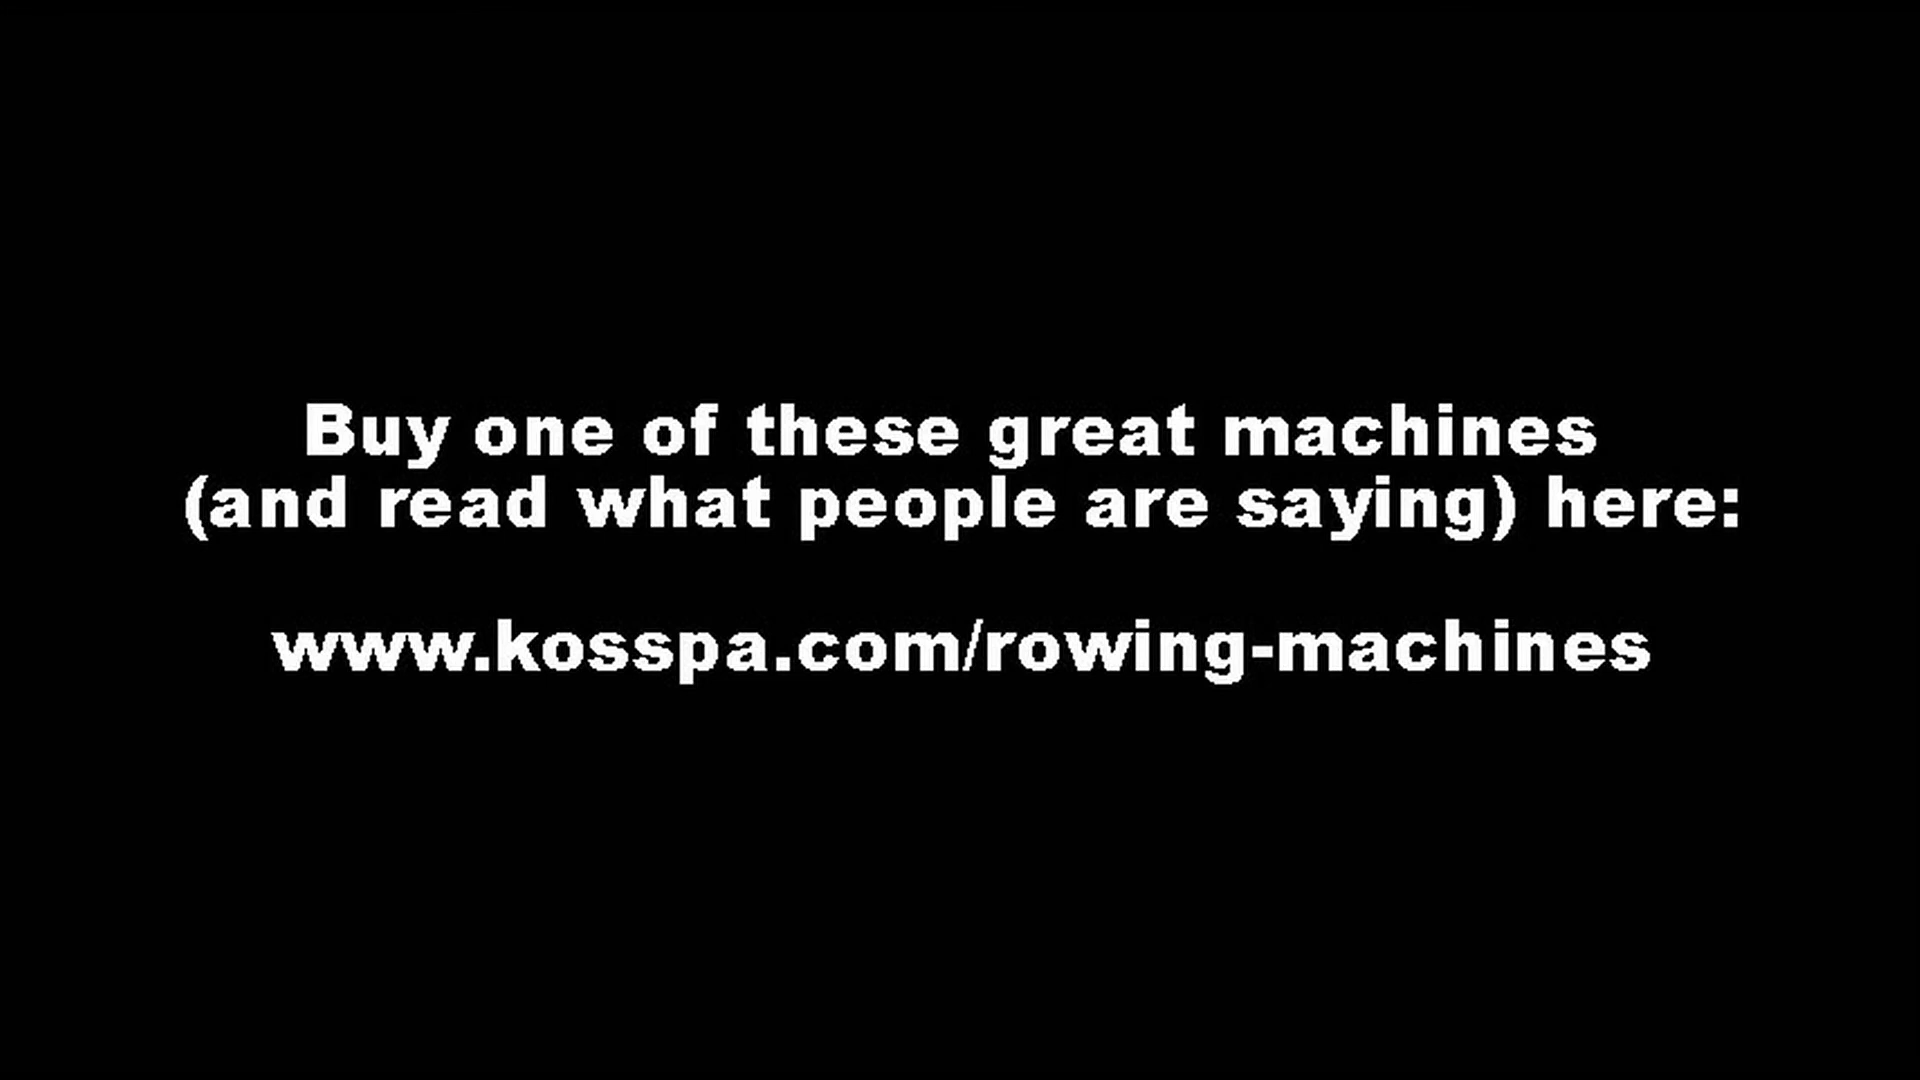 Buy one of these great machines
(and read what people are saying) here:
www.kosspa.com/rowing-machines